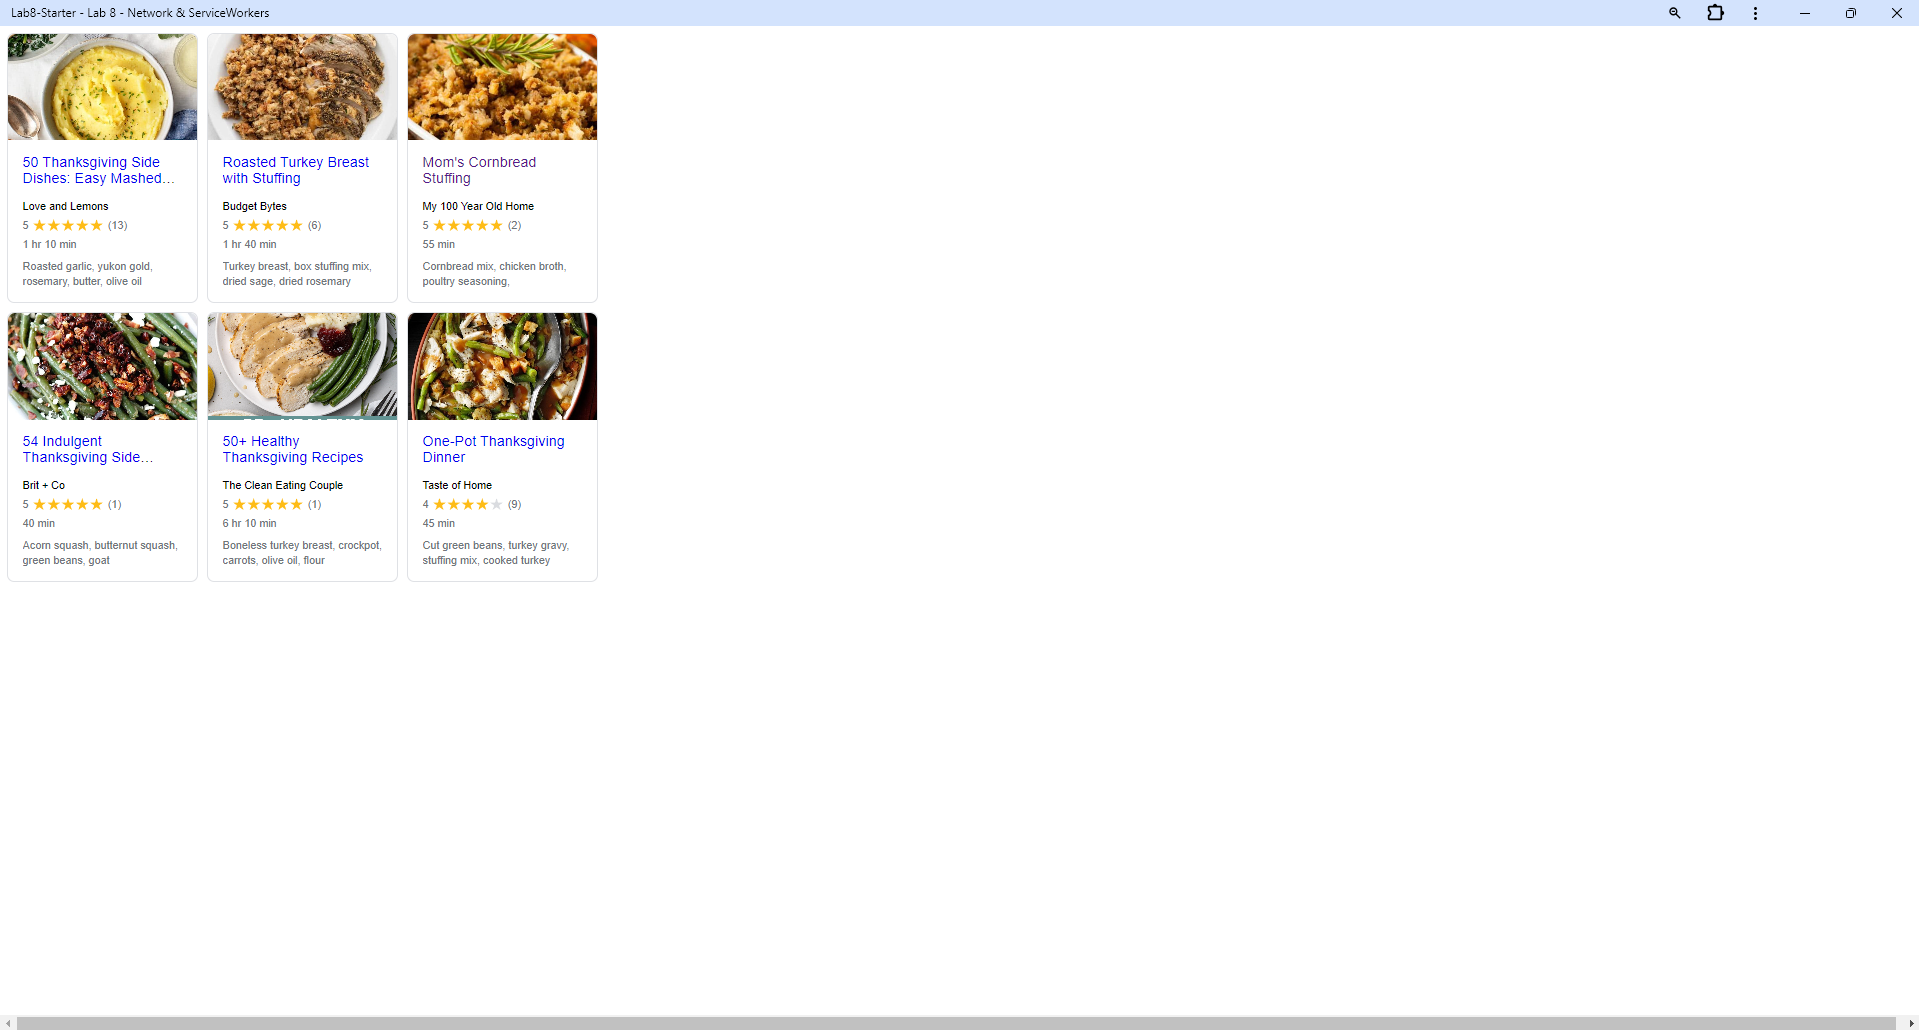 Lab8-Starter - Lab 8 - Network & ServiceWorkers
50 Thanksgiving Side
Dishes: Easy Mashed...
Love and Lemons
5 ★★★★★ (13)
1 hr 10 min
Roasted garlic, yukon gold,
rosemary, butter, olive oil
Roasted Turkey Breast
with Stuffing
Budget Bytes
5 ★★★★★ (6)
1 hr 40 min
Turkey breast, box stuffing mix,
dried sage, dried rosemary
Mom's Cornbread
Stuffing
My 100 Year Old Home
5 ★★★★★ (2)
55 min
Cornbread mix, chicken broth,
poultry seasoning,
54 Indulgent
Thanksgiving Side...
Brit + Co
5 ★★★★★ (1)
40 min
Acorn squash, butternut squash,
green beans, goat
50+ Healthy
Thanksgiving Recipes
The Clean Eating Couple
5 ★★★★★ (1)
6 hr 10 min
Boneless turkey breast, crockpot,
carrots, olive oil, flour
One-Pot Thanksgiving
Dinner
Taste of Home
4 ★★★★★ (9)
45 min
Cut green beans, turkey gravy,
stuffing mix, cooked turkey